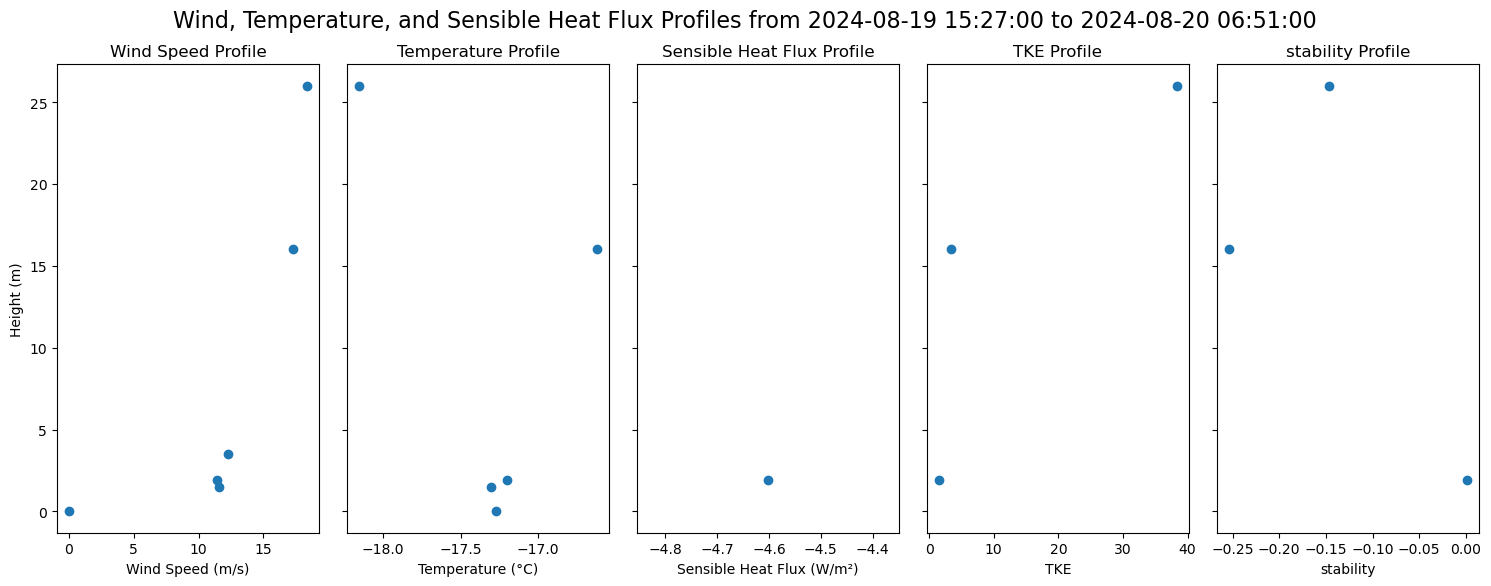 Wind, Temperature, and Sensible Heat Flux Profiles from 2024-08-19 15:27:00 to 2024-08-20 06:51:00
Wind Speed Profile
Temperature Profile
Sensible Heat Flux Profile
TKE Profile
stability Profile
Height (m)
25
20
15
10
5
0
0 5 10 15
Wind Speed (m/s)
−18.0 −17.5 −17.0
Temperature (°C)
−4.8 −4.7 −4.6 −4.5 −4.4
Sensible Heat Flux (W/m²)
0 10 20 30 40
TKE
−0.25 −0.20 −0.15 −0.10 −0.05 0.00
stability